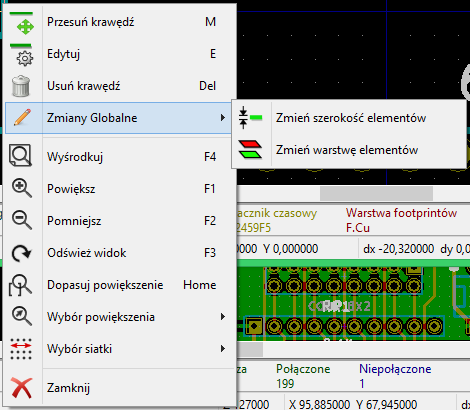 Przesuń krawędź M
Edytuj E
Usuń krawędź Del
Zmiany Globalne
Zmień szerokość elementów
Zmień warstwę elementów
Wyśrodkuj F4
Powiększ F1
Pomniejsz F2
Odśwież widok F3
Dopasuj powiększenie Home
Wybór powiększenia
Wybór siatki
Zamknij
acznik czasowy Warstwa footprintów
2459F5 F.Cu
0000 Y 0,000000 dx -20,320000 dy 0,0
za Połączone Niepołączone
199 1
X 95,885000 Y 67,945000